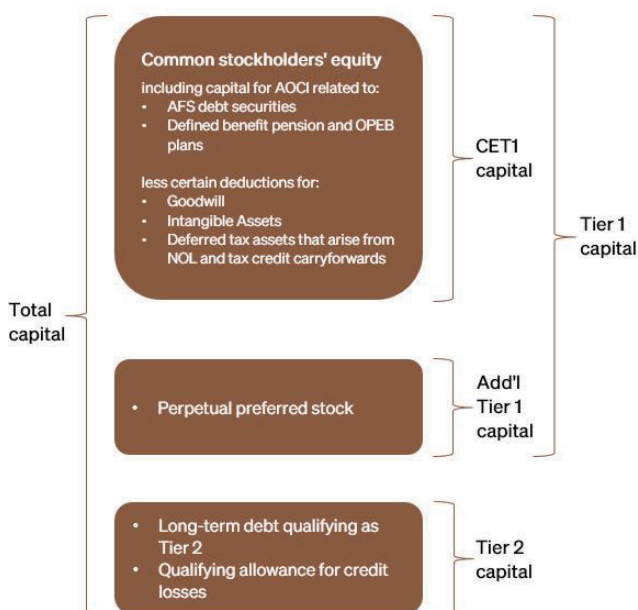 Common stockholders' equity
including capital for AOCI related to:
• AFS debt securities
• Defined benefit pension and OPEB
plans
less certain deductions for:
• Goodwill
• Intangible Assets
• Deferred tax assets that arise from
NOL and tax credit carryforwards
CET1
capital
Tier 1
capital
Total
capital
• Perpetual preferred stock
Add'l
Tier 1
capital
• Long-term debt qualifying as
Tier 2
• Qualifying allowance for credit
losses
Tier 2
capital